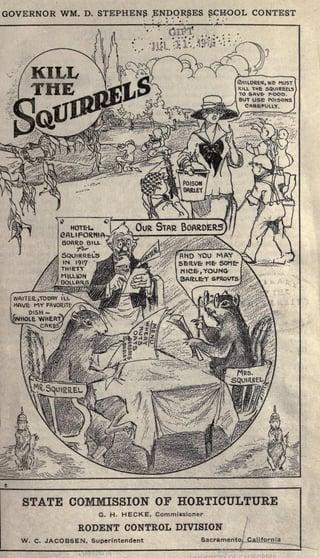 GOVERNOR WM. D. STEPHENS ENDORSES SCHOOL CONTEST
GIFT
KILL
THE
SQUIRRELS
CHILDREN, WE MUST
KILL THE SQUIRRELS
TO SAVE FOOD.
BUT USE POISONS
CAREFULLY.
POISON
BARLEY
OUR STAR BOARDERS
HOTEL
CALIFORNIA
BOARD BILL
SQUIRRELS
IN 1917
THIRTY
MILLION
DOLLARS
AND YOU MAY
SERVE ME SOME
NICE, YOUNG
BARLEY SPROUTS
WAITER, TODAY I'LL
HAVE MY FAVORITE
DISH —
WHOLE WHEAT
CAKES
MENU
MR. SQUIRREL
MRS.
SQUIRREL
STATE COMMISSION OF HORTICULTURE
G. H. HECKE, Commissioner
RODENT CONTROL DIVISION
W. C. JACOBSEN, Superintendent Sacramento, California